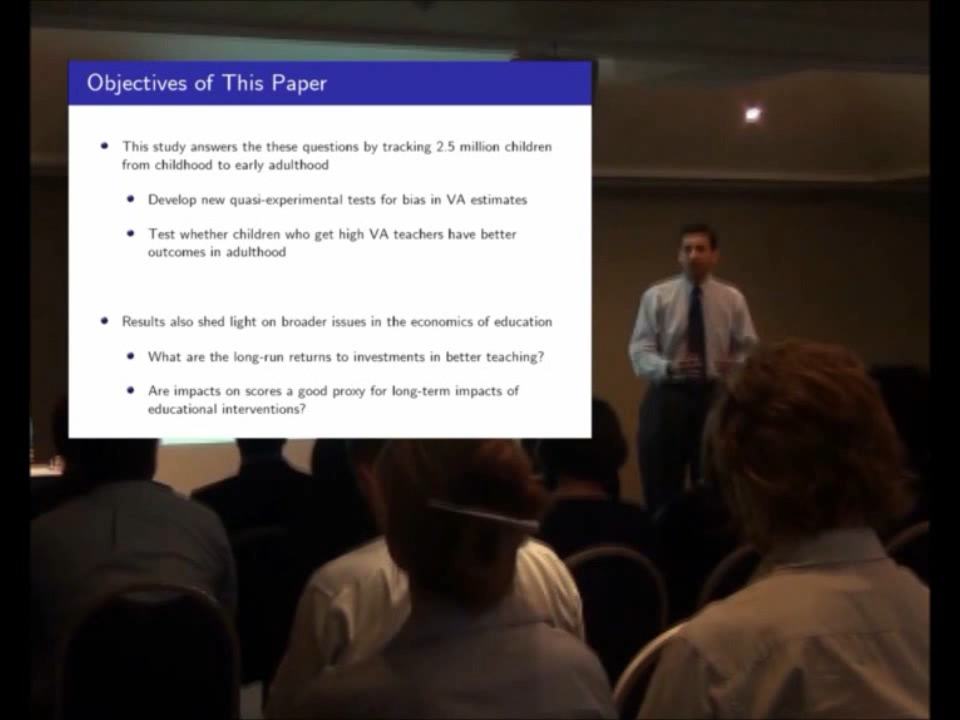 Objectives of This Paper
This study answers the these questions by tracking 2.5 million children
from childhood to early adulthood
Develop new quasi-experimental tests for bias in VA estimates
Test whether children who get high VA teachers have better
outcomes in adulthood
Results also shed light on broader issues in the economics of education
What are the long-run returns to investments in better teaching?
Are impacts on scores a good proxy for long-term impacts of
educational interventions?